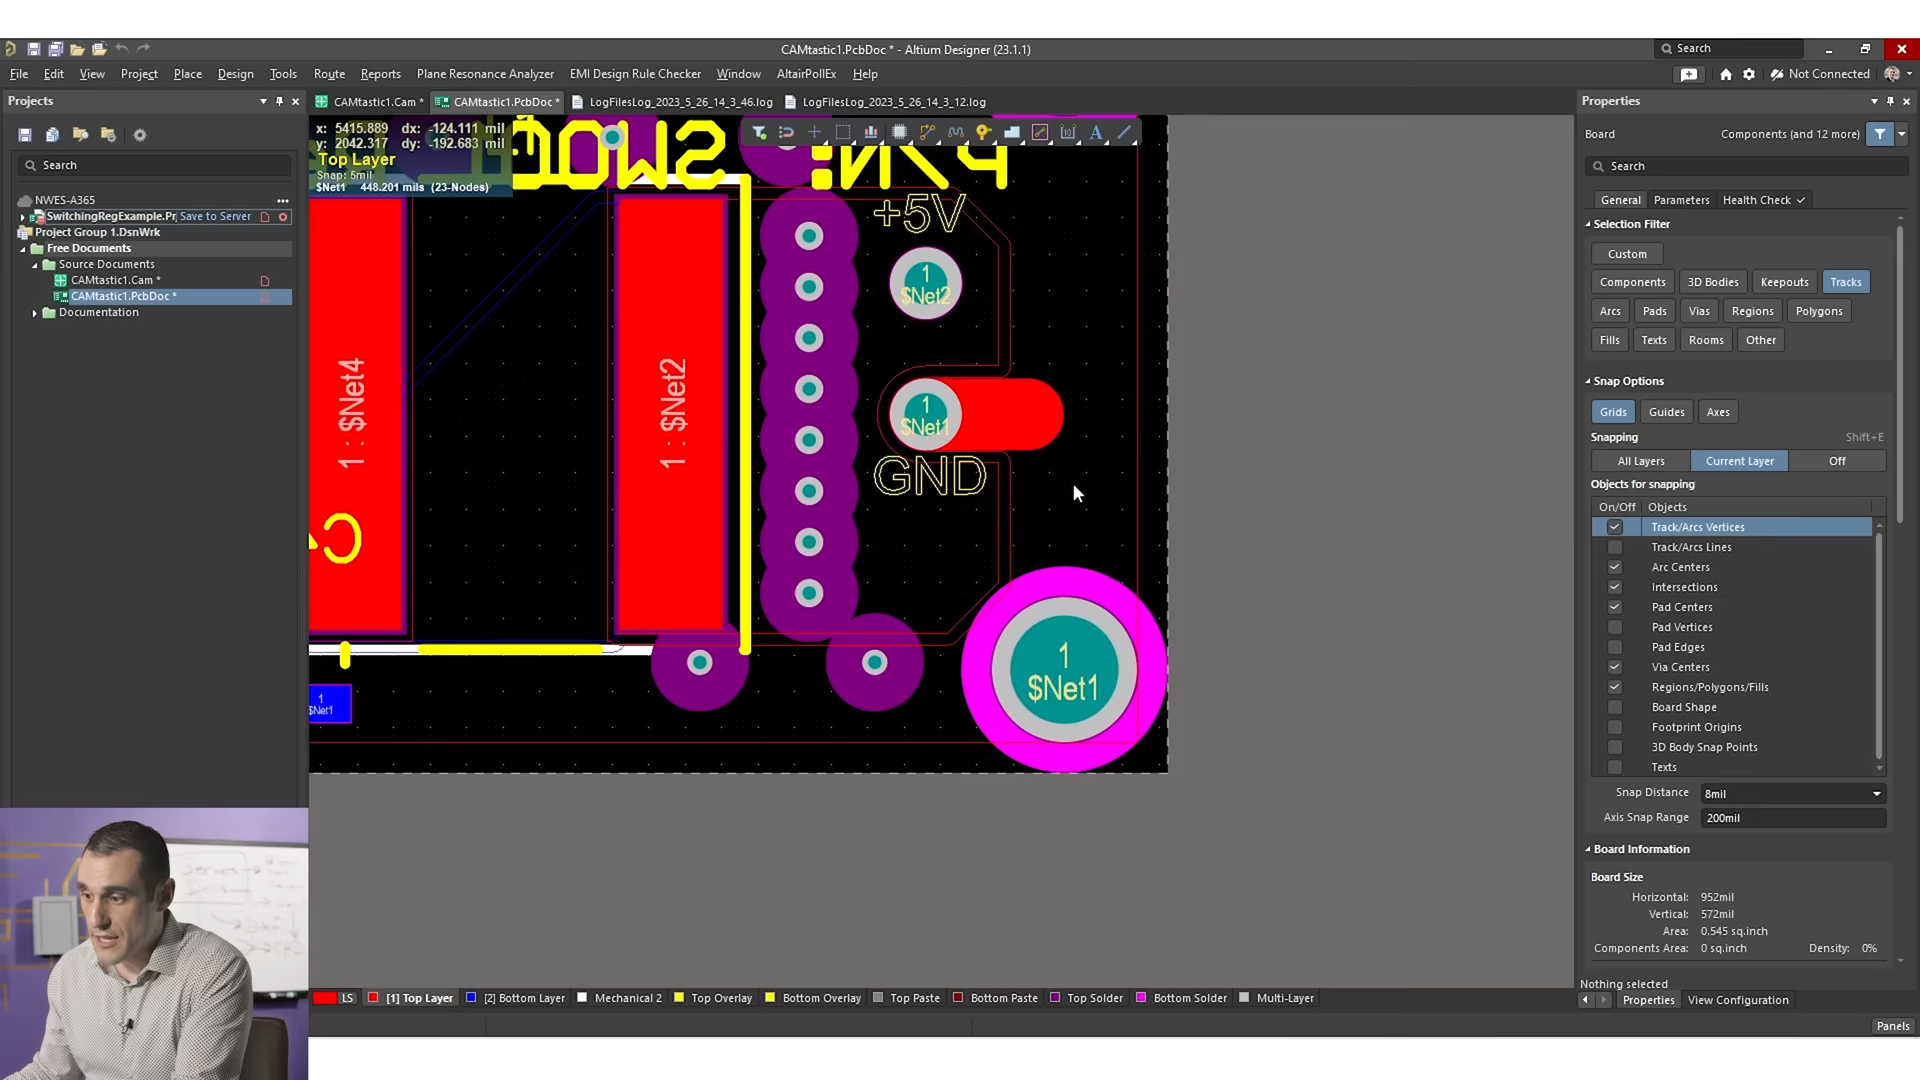 CAMtastic1.PcbDoc * - Altium Designer (23.1.1)
Search
File Edit View Project Place Design Tools Route Reports Plane Resonance Analyzer EMI Design Rule Checker Window AltairPollEx Help
Not Connected
Projects
CAMtastic1.Cam *
CAMtastic1.PcbDoc *
LogFilesLog_2023_5_26_14_3_46.log
LogFilesLog_2023_5_26_14_3_12.log
Search
NWES-A365
SwitchingRegExample.Pr Save to Server
Project Group 1.DsnWrk
Free Documents
Source Documents
CAMtastic1.Cam *
CAMtastic1.PcbDoc *
Documentation
x: 5415.889 dx: -124.111 mil
y: 2042.317 dy: -192.683 mil
Top Layer
Snap: 5mil
$Net1 448.201 mils (23-Nodes)
P/N:
+5V
1
$Net2
1 : $Net4
1 : $Net2
1
$Net1
GND
1
$Net1
1
$Net1
LS [1] Top Layer [2] Bottom Layer Mechanical 2 Top Overlay Bottom Overlay Top Paste Bottom Paste Top Solder Bottom Solder Multi-Layer
Properties
Board Components (and 12 more)
Search
General Parameters Health Check
Selection Filter
Custom
Components 3D Bodies Keepouts Tracks
Arcs Pads Vias Regions Polygons
Fills Texts Rooms Other
Snap Options
Grids Guides Axes
Snapping Shift+E
All Layers Current Layer Off
Objects for snapping
On/Off Objects
Track/Arcs Vertices
Track/Arcs Lines
Arc Centers
Intersections
Pad Centers
Pad Vertices
Pad Edges
Via Centers
Regions/Polygons/Fills
Board Shape
Footprint Origins
3D Body Snap Points
Texts
Snap Distance 8mil
Axis Snap Range 200mil
Board Information
Board Size
Horizontal: 952mil
Vertical: 572mil
Area: 0.545 sq.inch
Components Area: 0 sq.inch Density: 0%
Nothing selected
Properties View Configuration
Panels